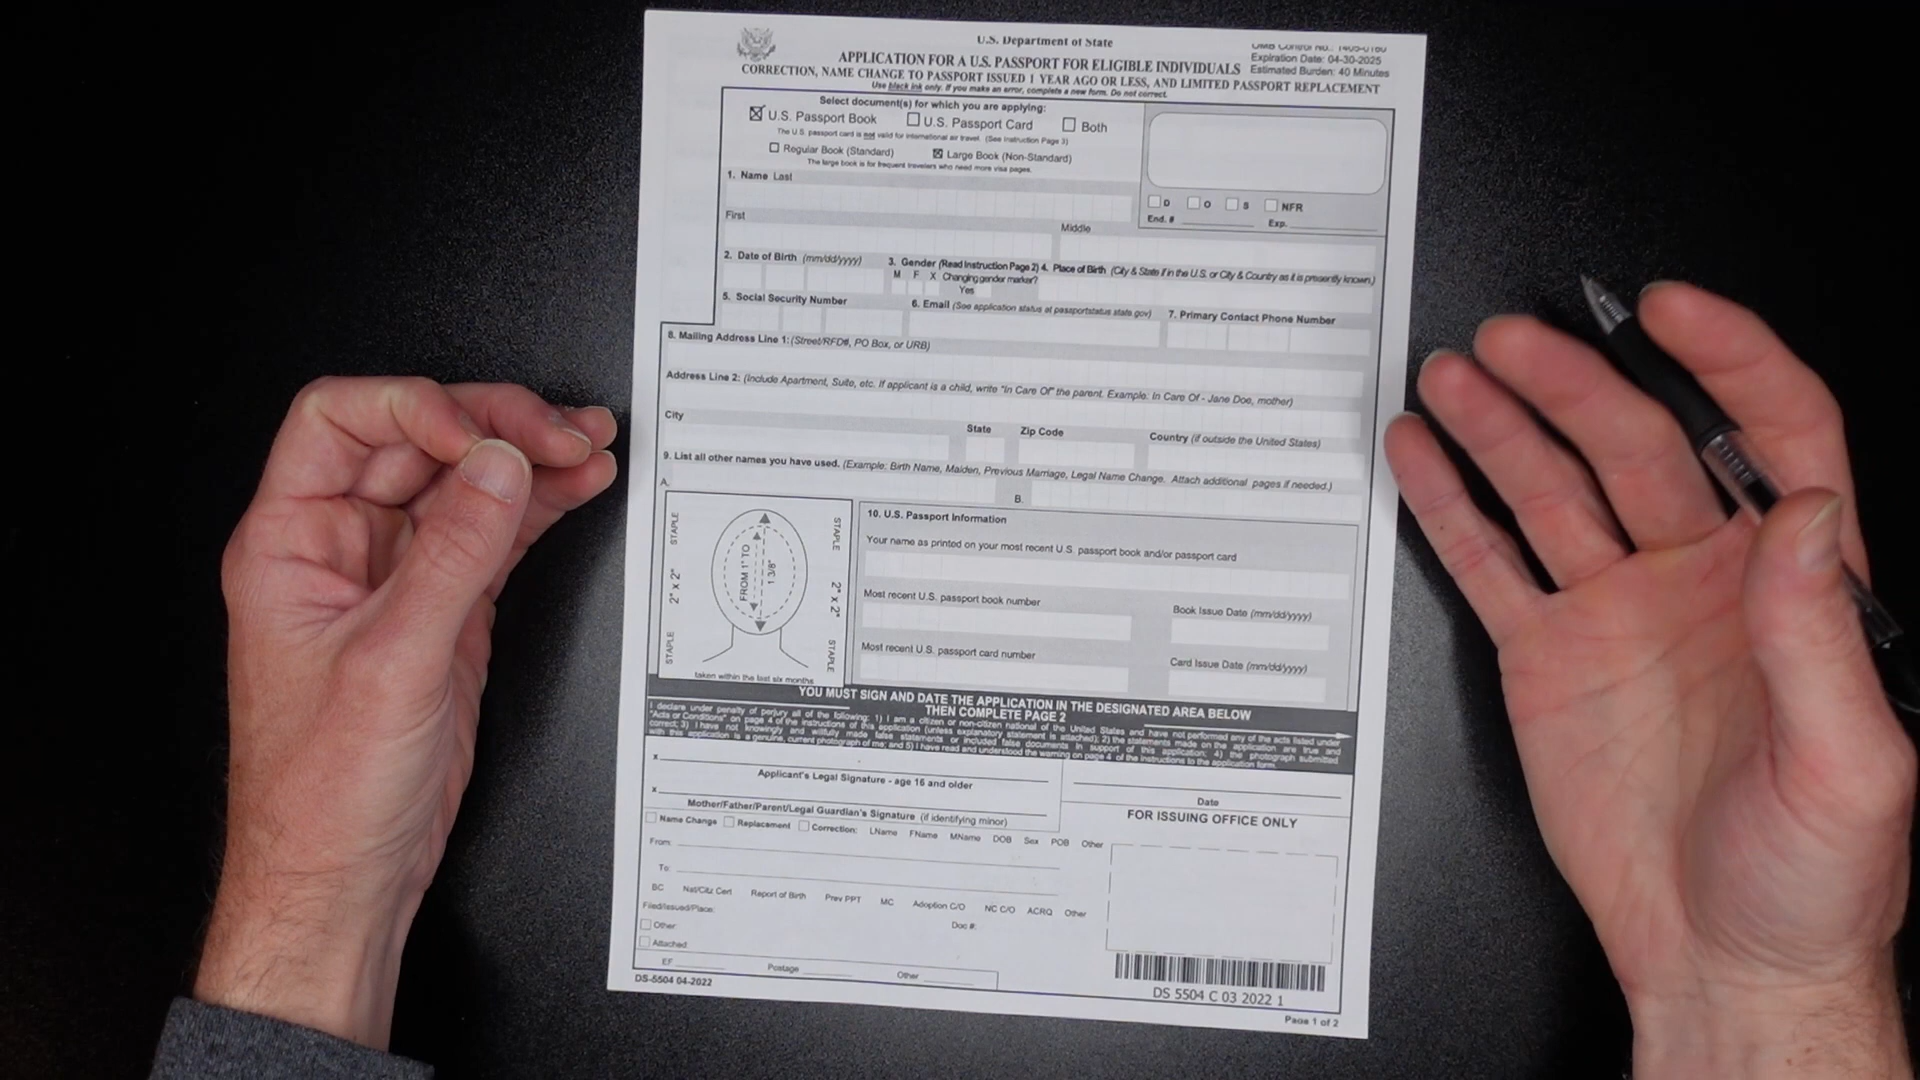 U.S. Department of State
APPLICATION FOR A U.S. PASSPORT FOR ELIGIBLE INDIVIDUALS
CORRECTION, NAME CHANGE TO PASSPORT ISSUED 1 YEAR AGO OR LESS, AND LIMITED PASSPORT REPLACEMENT
Use black ink only. If you make an error, complete a new form. Do not correct.
OMB Control No.: 1405-0160
Expiration Date: 04-30-2025
Estimated Burden: 40 Minutes
Select document(s) for which you are applying:
U.S. Passport Book U.S. Passport Card Both
The U.S. passport card is not valid for international air travel. (See Instruction Page 3)
Regular Book (Standard) Large Book (Non-Standard)
The large book is for frequent travelers who need more visa pages.
D O S NFR
End. # Exp.
1. Name Last
First
Middle
2. Date of Birth (mm/dd/yyyy)
3. Gender (Read Instruction Page 2)
M F X Changing gender marker?
Yes
4. Place of Birth (City & State if in the U.S. or City & Country as it is presently known.)
5. Social Security Number
6. Email (See application status at passportstatus.state.gov)
7. Primary Contact Phone Number
8. Mailing Address Line 1: (Street/RFD#, PO Box, or URB)
Address Line 2: (Include Apartment, Suite, etc. If applicant is a child, write "In Care Of" the parent. Example: In Care Of - Jane Doe, mother)
City
State
Zip Code
Country (if outside the United States)
9. List all other names you have used. (Example: Birth Name, Maiden, Previous Marriage, Legal Name Change. Attach additional pages if needed.)
A.
B.
STAPLE
2" x 2"
STAPLE
FROM 1" TO
1 3/8"
STAPLE
2" x 2"
STAPLE
taken within the last six months
10. U.S. Passport Information
Your name as printed on your most recent U.S. passport book and/or passport card
Most recent U.S. passport book number
Book Issue Date (mm/dd/yyyy)
Most recent U.S. passport card number
Card Issue Date (mm/dd/yyyy)
YOU MUST SIGN AND DATE THE APPLICATION IN THE DESIGNATED AREA BELOW
THEN COMPLETE PAGE 2
I declare under penalty of perjury all of the following: 1) I am a citizen or non-citizen national of the United States and have not performed any of the acts listed under
"Acts or Conditions" on page 4 of the instructions of this application (unless explanatory statement is attached); 2) the statements made on the application are true and
correct; 3) I have not knowingly and willfully made false statements or included false documents in support of this application; 4) the photograph submitted
with this application is a genuine, current photograph of me; and 5) I have read and understood the warning on page 4 of the instructions to the application form.
x
Applicant's Legal Signature - age 16 and older
x
Mother/Father/Parent/Legal Guardian's Signature (if identifying minor)
Date
FOR ISSUING OFFICE ONLY
Name Change Replacement Correction: LName FName MName DOB Sex POB Other
From:
To:
BC Nat/Citz Cert Report of Birth Prev PPT MC Adoption C/O NC C/O ACRQ Other
Filed/Issued/Place:
Doc #:
Other
Attached
EF Postage Other
DS-5504 04-2022
DS 5504 C 03 2022 1
Page 1 of 2